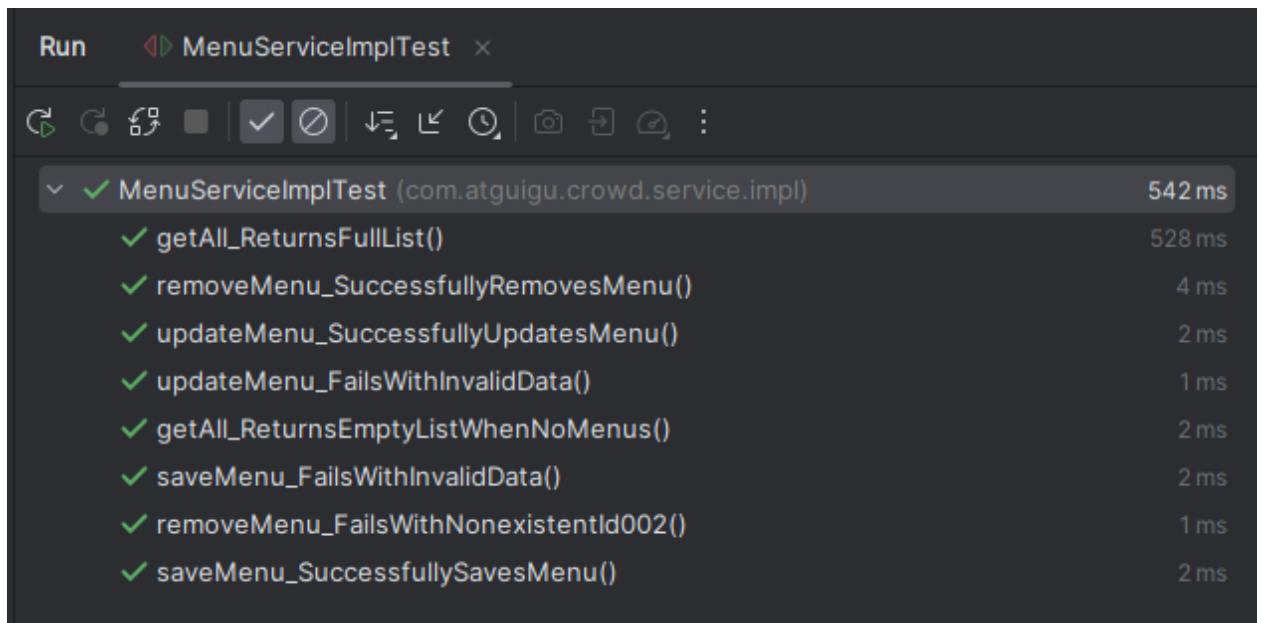 Run MenuServiceImplTest
MenuServiceImplTest (com.atguigu.crowd.service.impl) 542 ms
getAll_ReturnsFullList() 528 ms
removeMenu_SuccessfullyRemovesMenu() 4 ms
updateMenu_SuccessfullyUpdatesMenu() 2 ms
updateMenu_FailsWithInvalidData() 1 ms
getAll_ReturnsEmptyListWhenNoMenus() 2 ms
saveMenu_FailsWithInvalidData() 2 ms
removeMenu_FailsWithNonexistentId002() 1 ms
saveMenu_SuccessfullySavesMenu() 2 ms